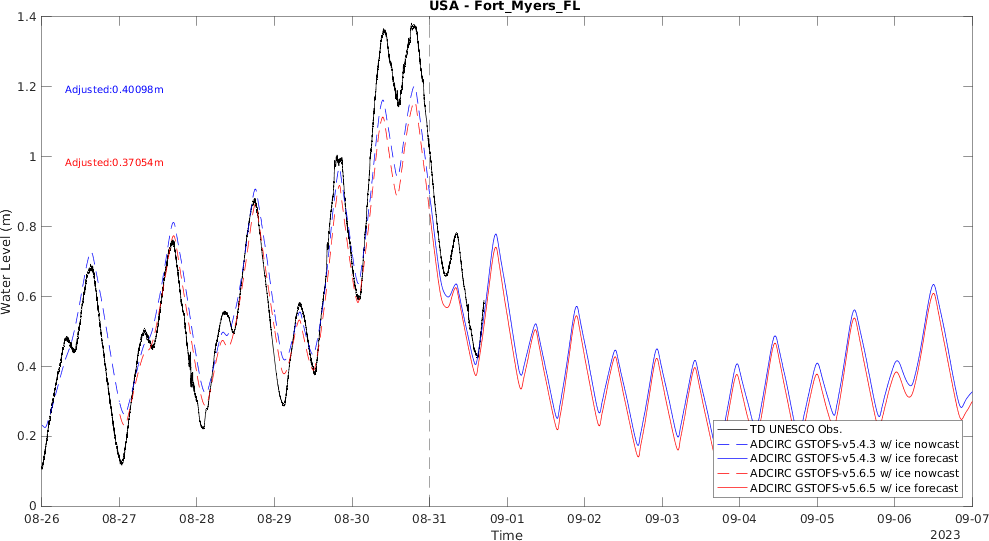 USA - Fort_Myers_FL
Adjusted:0.40098m
Adjusted:0.37054m
Water Level (m)
1.4
1.2
1
0.8
0.6
0.4
0.2
0
TD UNESCO Obs.
ADCIRC GSTOFS-v5.4.3 w/ ice nowcast
ADCIRC GSTOFS-v5.4.3 w/ ice forecast
ADCIRC GSTOFS-v5.6.5 w/ ice nowcast
ADCIRC GSTOFS-v5.6.5 w/ ice forecast
08-26 08-27 08-28 08-29 08-30 08-31 09-01 09-02 09-03 09-04 09-05 09-06 09-07
Time
2023